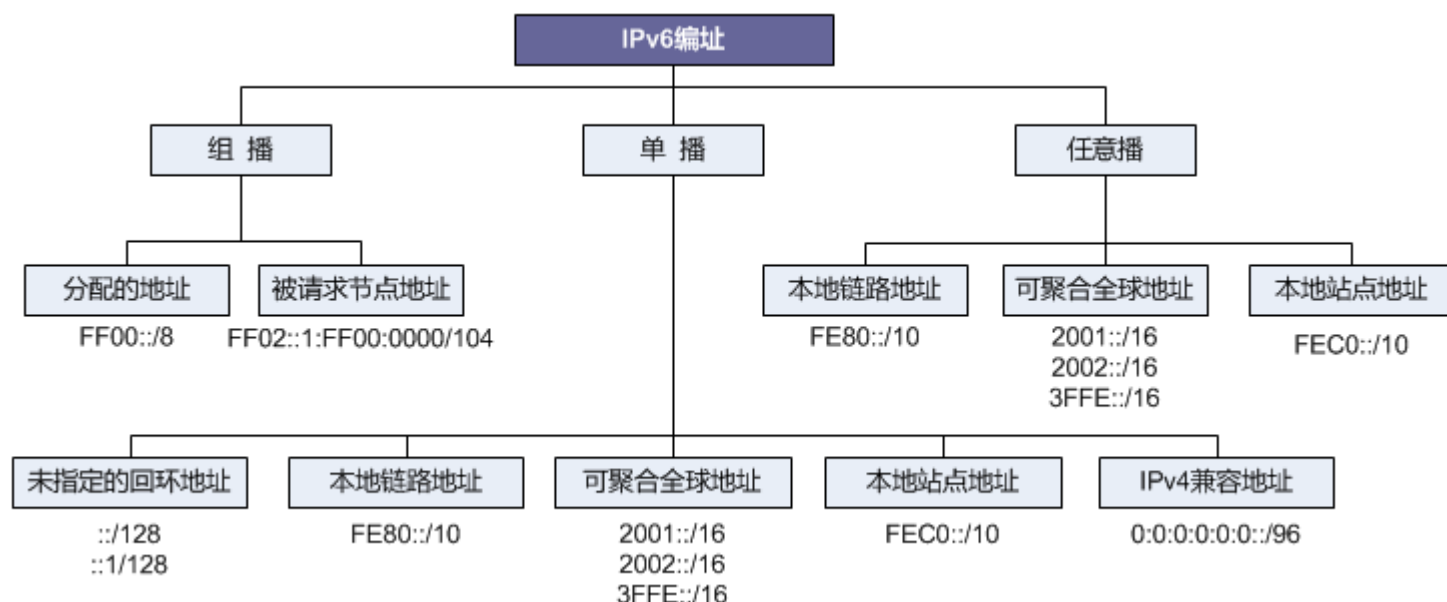 IPv6编址
组 播
单 播
任意播
分配的地址
FF00::/8
被请求节点地址
FF02::1:FF00:0000/104
本地链路地址
FE80::/10
可聚合全球地址
2001::/16
2002::/16
3FFE::/16
本地站点地址
FEC0::/10
未指定的回环地址
::/128
::1/128
本地链路地址
FE80::/10
可聚合全球地址
2001::/16
2002::/16
3FFE::/16
本地站点地址
FEC0::/10
IPv4兼容地址
0:0:0:0:0:0::/96